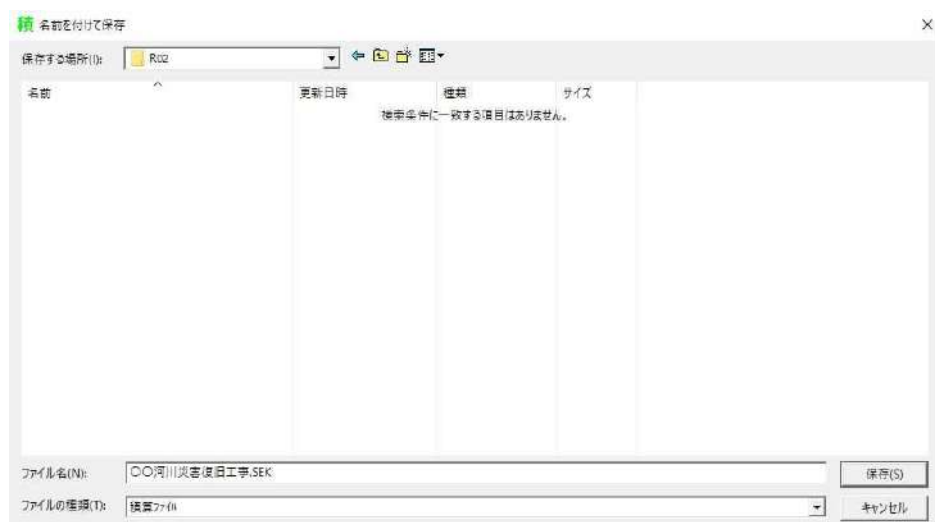 積 名前を付けて保存
保存する場所(I): R02
名前 更新日時 種類 サイズ
検索条件に一致する項目はありません。
ファイル名(N): 〇〇河川災害復旧工事.SEK 保存(S)
ファイルの種類(T): 積算ファイル キャンセル